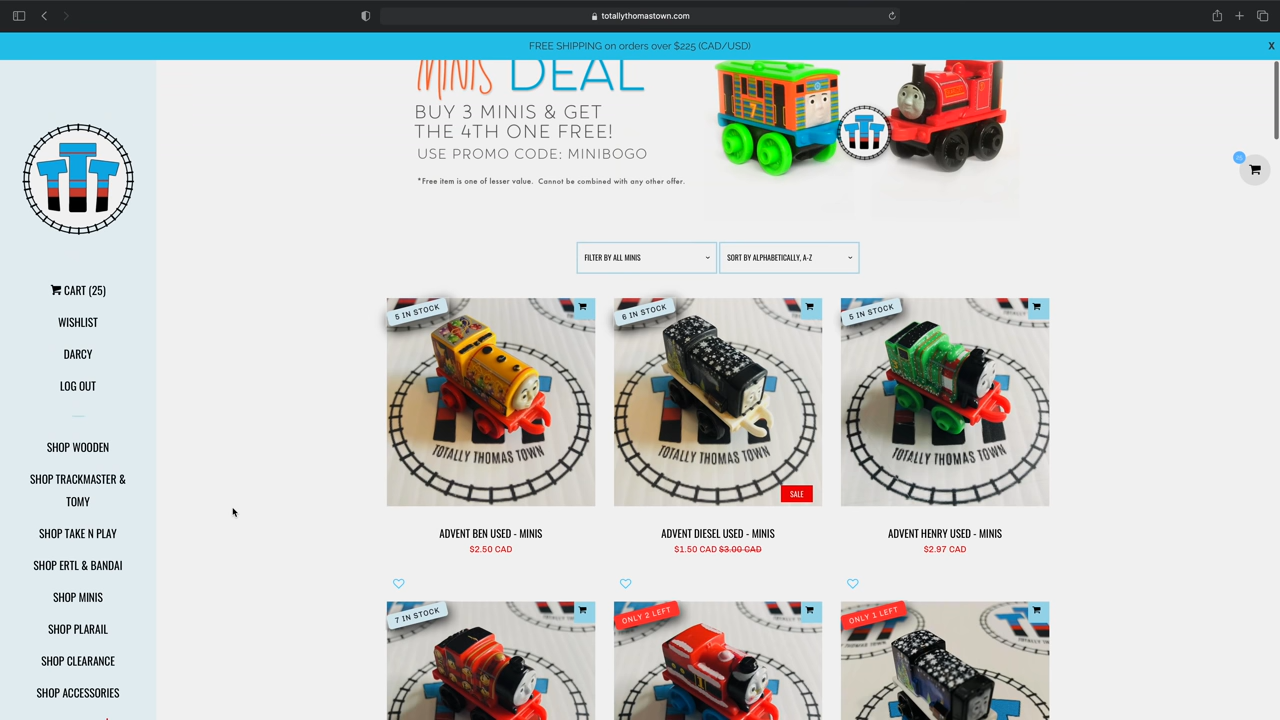 totallythomastown.com
FREE SHIPPING on orders over $225 (CAD/USD)
X
MINIS DEAL
BUY 3 MINIS & GET
THE 4TH ONE FREE!
USE PROMO CODE: MINIBOGO
*Free item is one of lesser value. Cannot be combined with any other offer.
7
TTT
CART (25)
WISHLIST
DARCY
LOG OUT
SHOP WOODEN
SHOP TRACKMASTER &
TOMY
SHOP TAKE N PLAY
SHOP ERTL & BANDAI
SHOP MINIS
SHOP PLARAIL
SHOP CLEARANCE
SHOP ACCESSORIES
25
FILTER BY ALL MINIS
SORT BY ALPHABETICALLY, A-Z
5 IN STOCK
TOTALLY THOMAS TOWN
ADVENT BEN USED - MINIS
$2.50 CAD
6 IN STOCK
TOTALLY THOMAS TOWN
SALE
ADVENT DIESEL USED - MINIS
$1.50 CAD $3.00 CAD
5 IN STOCK
TOTALLY THOMAS TOWN
ADVENT HENRY USED - MINIS
$2.97 CAD
7 IN STOCK
ONLY 2 LEFT
ONLY 1 LEFT